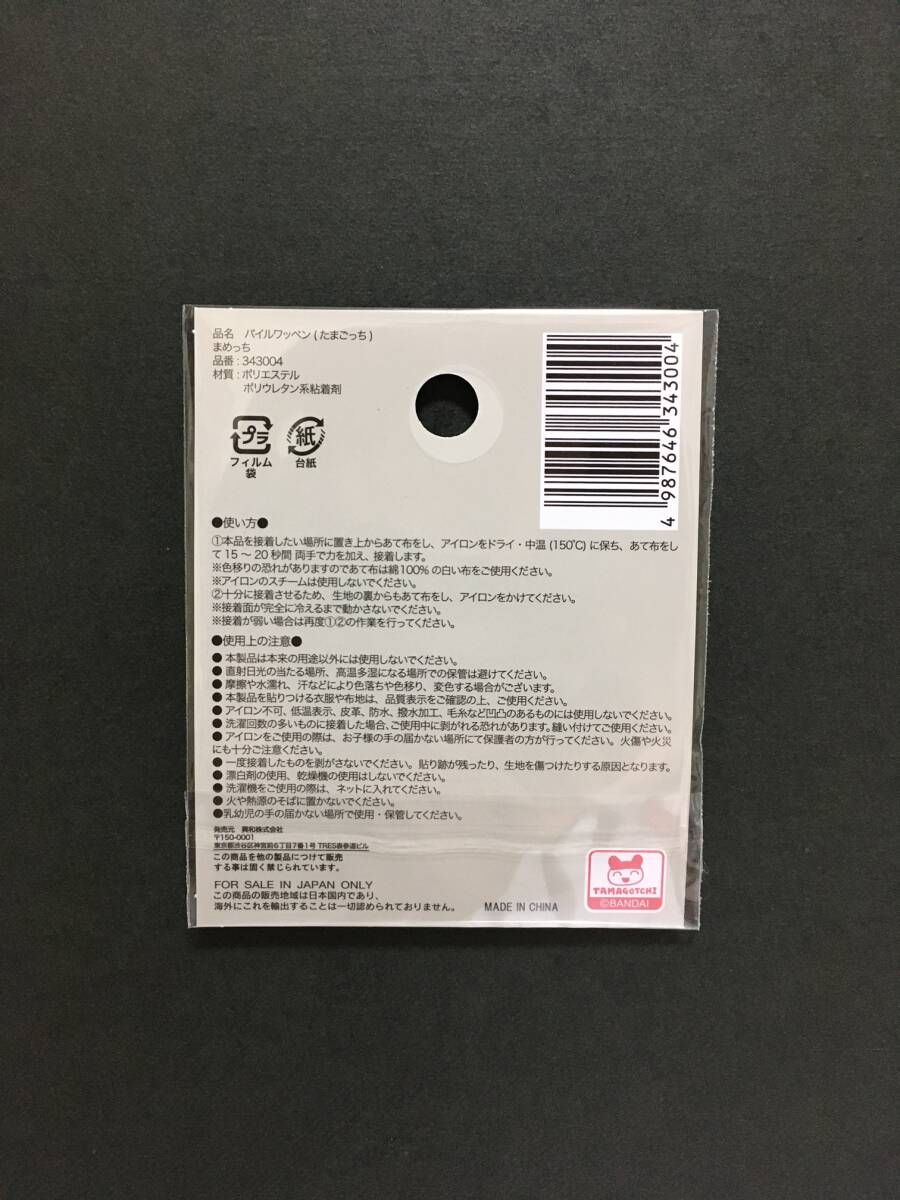 品名 パイルワッペン(たまごっち)
まめっち
品番:343004
材質:ポリエステル
ポリウレタン系粘着剤
プラ
フィルム
袋
紙
台紙
4 987646 343004
●使い方●
①本品を接着したい場所に置き上からあて布をし、アイロンをドライ・中温(150℃)に保ち、あて布をし
て15～20秒間 両手で力を加え、接着します。
※色移りの恐れがありますのであて布は綿100%の白い布をご使用ください。
※アイロンのスチームは使用しないでください。
②十分に接着させるため、生地の裏からもあて布をし、アイロンをかけてください。
※接着面が完全に冷えるまで動かさないでください。
※接着が弱い場合は再度①②の作業を行ってください。
●使用上の注意●
● 本製品は本来の用途以外には使用しないでください。
● 直射日光の当たる場所、高温多湿になる場所での保管は避けてください。
● 摩擦や水濡れ、汗などにより色落ちや色移り、変色する場合がございます。
● 本製品を貼りつける衣服や布地は、品質表示をご確認の上、ご使用ください。
● アイロン不可、低温表示、皮革、防水、撥水加工、毛糸など凹凸のあるものには使用しないでください。
● 洗濯回数の多いものに接着した場合、ご使用中に剥がれる恐れがあります。縫い付けてご使用ください。
● アイロンをご使用の際は、お子様の手の届かない場所にて保護者の方が行ってください。火傷や火災
にも十分ご注意ください。
● 一度接着したものを剥がさないでください。貼り跡が残ったり、生地を傷つけたりする原因となります。
● 漂白剤の使用、乾燥機の使用はしないでください。
● 洗濯機をご使用の際は、ネットに入れてください。
● 火や熱源のそばに置かないでください。
●乳幼児の手の届かない場所で使用・保管してください。
発売元 興和株式会社
〒150-0001
東京都渋谷区神宮前6丁目7番1号 TRES表参道ビル
この商品を他の製品につけて販売
する事は固く禁じられています。
FOR SALE IN JAPAN ONLY
この商品の販売地域は日本国内であり、
海外にこれを輸出することは一切認められておりません。
MADE IN CHINA
TAMAGOTCHI
©BANDAI